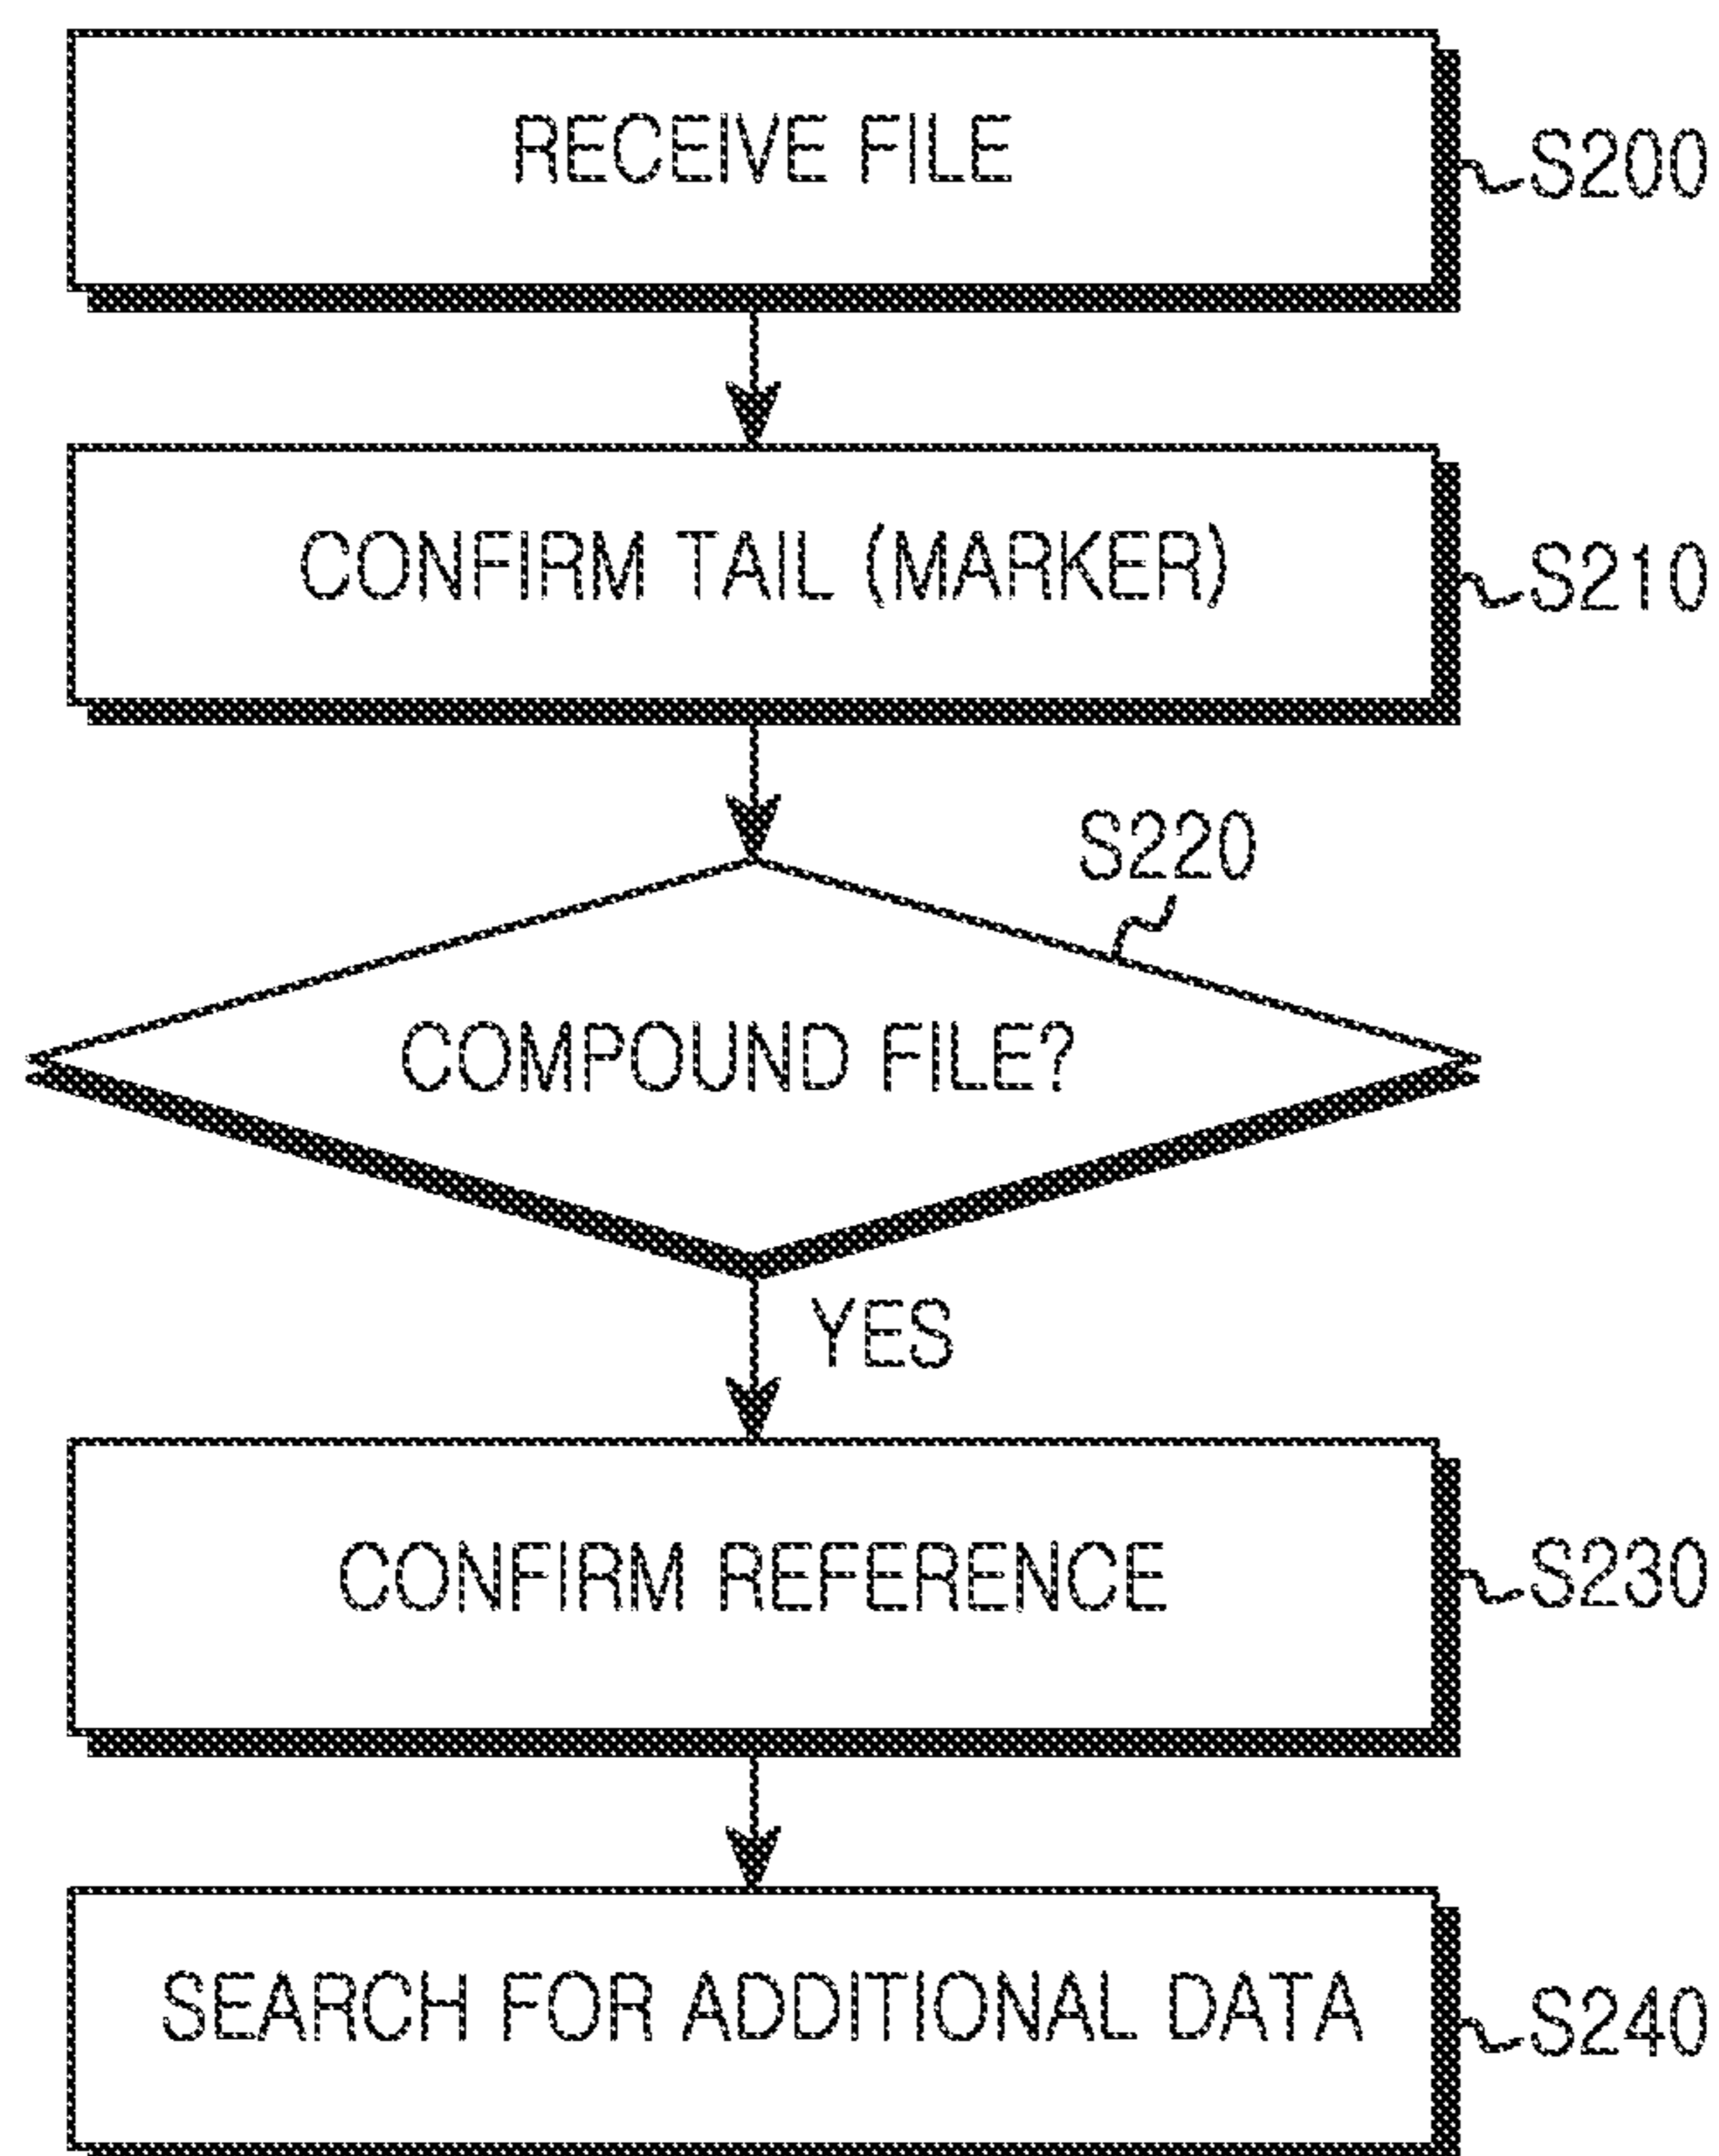 RECEIVE FILE
S200
CONFIRM TAIL (MARKER)
S210
S220
COMPOUND FILE?
YES
CONFIRM REFERENCE
S230
SEARCH FOR ADDITIONAL DATA
S240